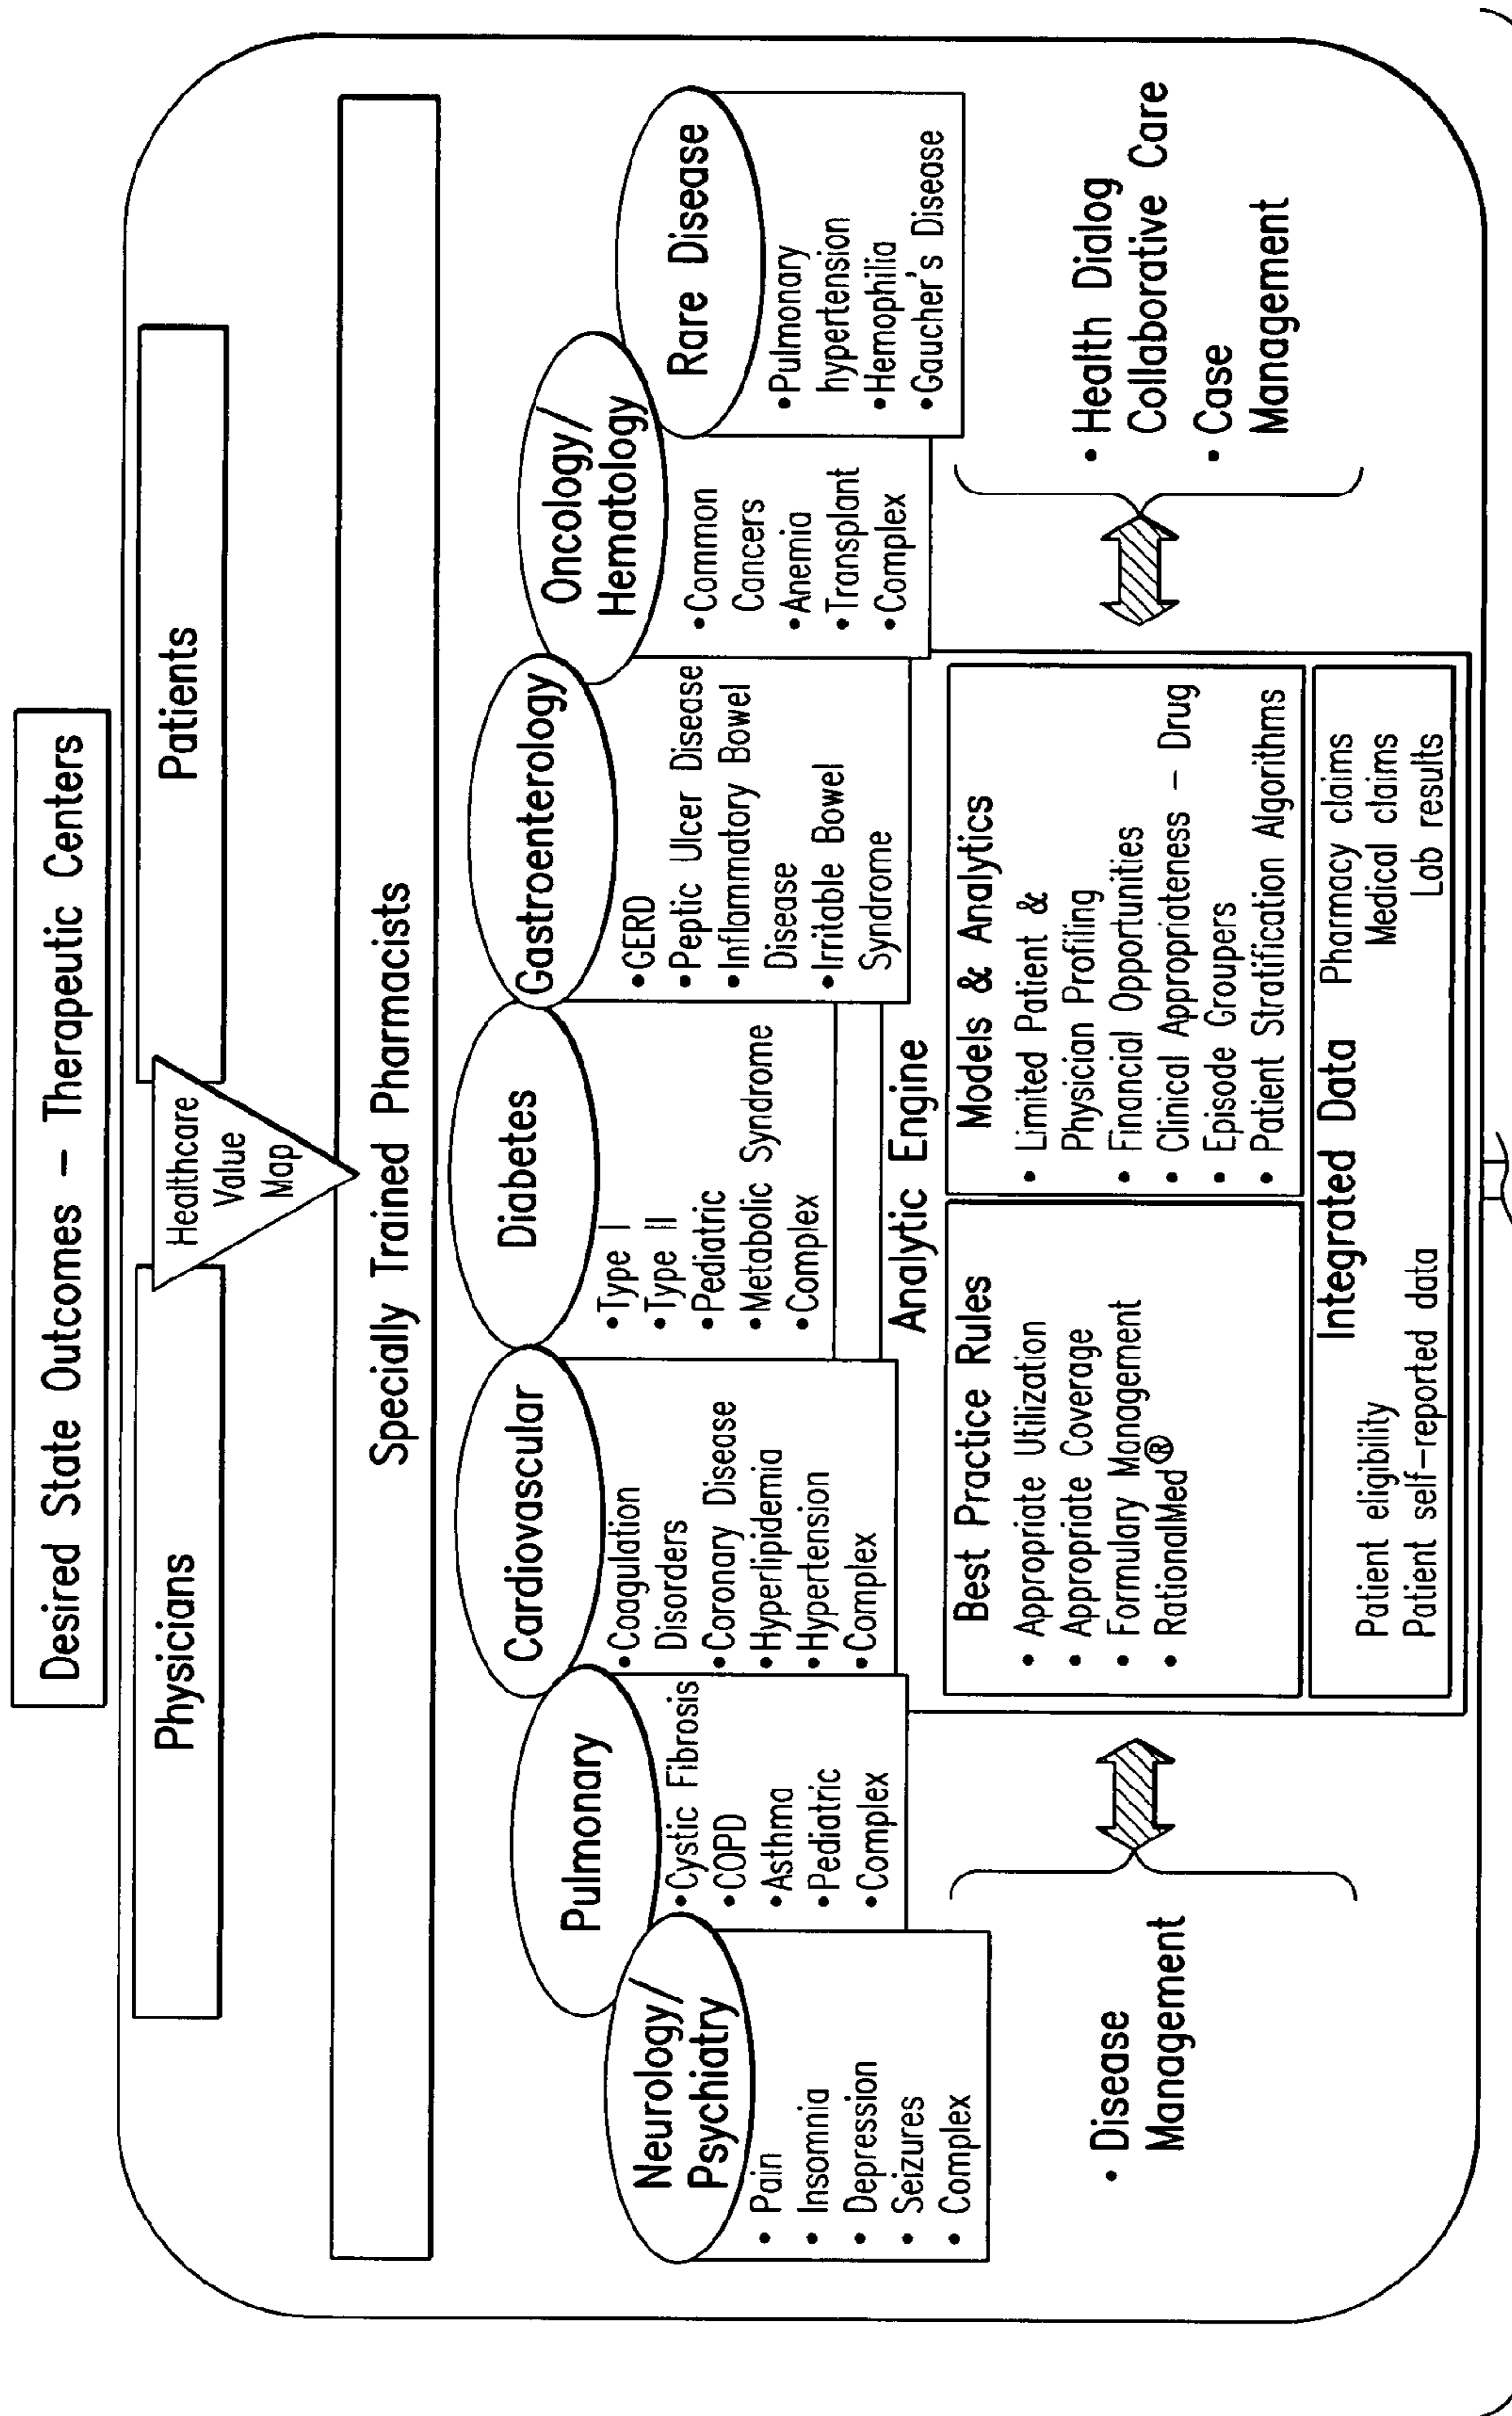 Desired State Outcomes – Therapeutic Centers
Physicians
Healthcare
Value
Map
Patients
Specially Trained Pharmacists
Neurology/
Psychiatry
• Pain
• Insomnia
• Depression
• Seizures
• Complex
Pulmonary
• Cystic Fibrosis
• COPD
• Asthma
• Pediatric
• Complex
Cardiovascular
• Coagulation
Disorders
• Coronary Disease
• Hyperlipidemia
• Hypertension
• Complex
Diabetes
• Type I
• Type II
• Pediatric
• Metabolic Syndrome
• Complex
Gastroenterology
• GERD
• Peptic Ulcer Disease
• Inflammatory Bowel
Disease
• Irritable Bowel
Syndrome
Oncology/
Hematology
• Common
Cancers
• Anemia
• Transplant
• Complex
Rare Disease
• Pulmonary
hypertension
• Hemophilia
• Gaucher's Disease
• Disease
Management
Analytic Engine
Best Practice Rules
• Appropriate Utilization
• Appropriate Coverage
• Formulary Management
• RationalMed®
Models & Analytics
• Limited Patient &
Physician Profiling
• Financial Opportunities
• Clinical Appropriateness – Drug
• Episode Groupers
• Patient Stratification Algorithms
Integrated Data
Patient eligibility
Patient self-reported data
Pharmacy claims
Medical claims
Lab results
• Health Dialog
Collaborative Care
• Case
Management